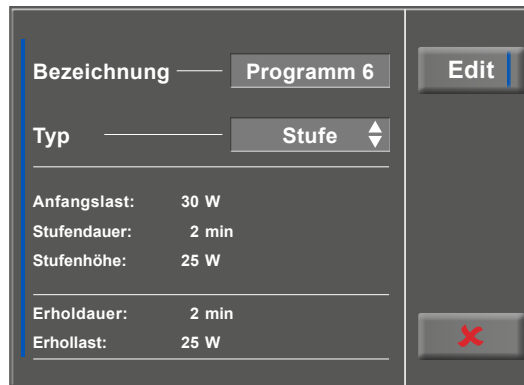 Bezeichnung Programm 6
Edit
Typ Stufe
Anfangslast: 30 W
Stufendauer: 2 min
Stufenhöhe: 25 W
Erholdauer: 2 min
Erhollast: 25 W